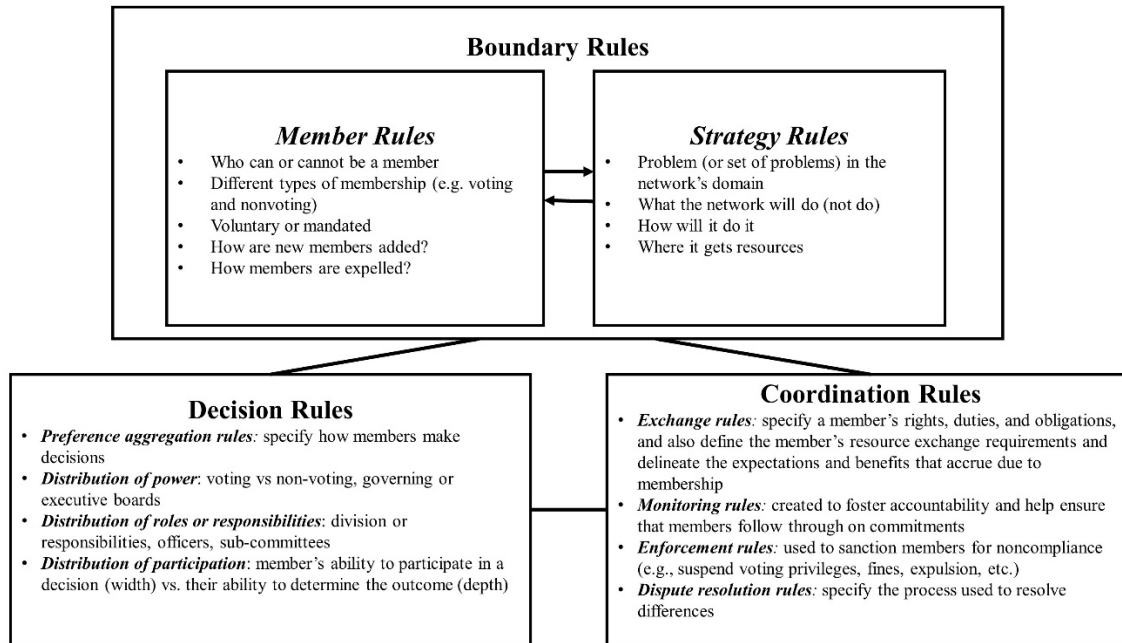 Boundary Rules
Member Rules
• Who can or cannot be a member
• Different types of membership (e.g. voting
and nonvoting)
• Voluntary or mandated
• How are new members added?
• How members are expelled?
Strategy Rules
• Problem (or set of problems) in the
network's domain
• What the network will do (not do)
• How will it do it
• Where it gets resources
Decision Rules
• Preference aggregation rules: specify how members make
decisions
• Distribution of power: voting vs non-voting, governing or
executive boards
• Distribution of roles or responsibilities: division or
responsibilities, officers, sub-committees
• Distribution of participation: member's ability to participate in a
decision (width) vs. their ability to determine the outcome (depth)
Coordination Rules
• Exchange rules: specify a member's rights, duties, and obligations,
and also define the member's resource exchange requirements and
delineate the expectations and benefits that accrue due to
membership
• Monitoring rules: created to foster accountability and help ensure
that members follow through on commitments
• Enforcement rules: used to sanction members for noncompliance
(e.g., suspend voting privileges, fines, expulsion, etc.)
• Dispute resolution rules: specify the process used to resolve
differences